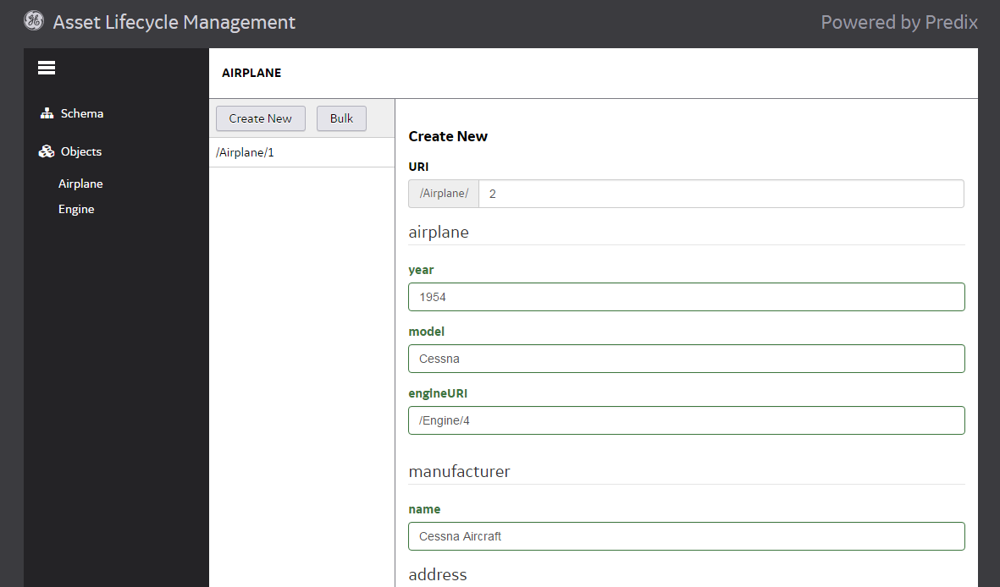 Asset Lifecycle Management
Powered by Predix
Schema
Objects
Airplane
Engine
AIRPLANE
Create New
Bulk
/Airplane/1
Create New
URI
/Airplane/ 2
airplane
year
1954
model
Cessna
engineURI
/Engine/4
manufacturer
name
Cessna Aircraft
address